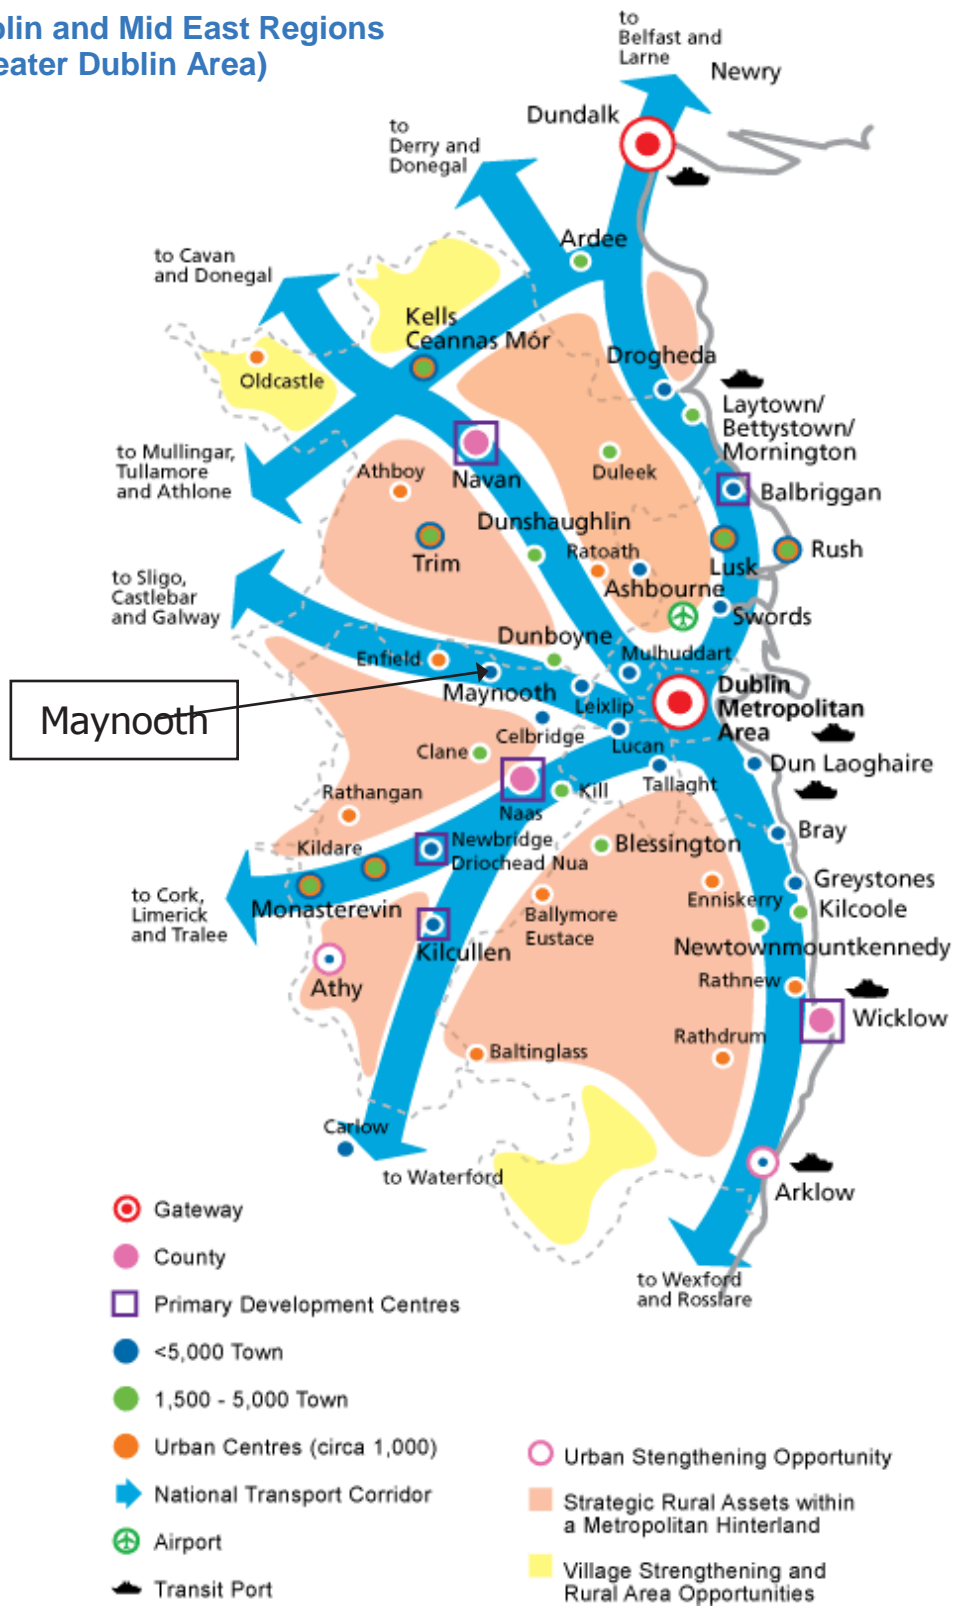 blin and Mid East Regions
eater Dublin Area)
to
Belfast and
Larne
Newry
Dundalk
to
Derry and
Donegal
Ardee
to Cavan
and Donegal
Kells
Ceannas Mór
Drogheda
Oldcastle
Laytown/
Bettystown/
Mornington
to Mullingar,
Tullamore
and Athlone
Athboy
Navan
Duleek
Balbriggan
Dunshaughlin
Trim
Ratoath
Lusk
Rush
Ashbourne
to Sligo,
Castlebar
and Galway
Swords
Dunboyne
Enfield
Mulhuddart
Maynooth
Maynooth
Leixlip
Dublin
Metropolitan
Area
Celbridge
Lucan
Clane
Tallaght
Dun Laoghaire
Rathangan
Kill
Naas
Bray
Kildare
Newbridge
Driochead Nua
Blessington
to Cork,
Limerick
and Tralee
Monasterevin
Enniskerry
Greystones
Kilcoole
Ballymore
Eustace
Kilcullen
Newtownmountkennedy
Athy
Rathnew
Wicklow
Rathdrum
Baltinglass
Carlow
to Waterford
Arklow
to Wexford
and Rosslare
Gateway
County
Primary Development Centres
<5,000 Town
1,500 - 5,000 Town
Urban Centres (circa 1,000)
National Transport Corridor
Airport
Transit Port
Urban Stengthening Opportunity
Strategic Rural Assets within
a Metropolitan Hinterland
Village Strengthening and
Rural Area Opportunities